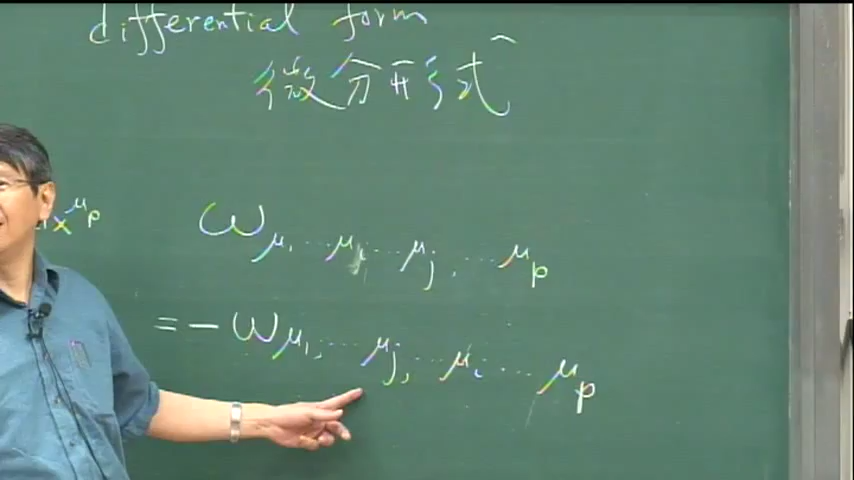 differential form
微分形式
x^{μ_p}
ω_{μ_1 ... μ_i ... μ_j ... μ_p}
= - ω_{μ_1, ... μ_j, ... μ_i ... μ_p}